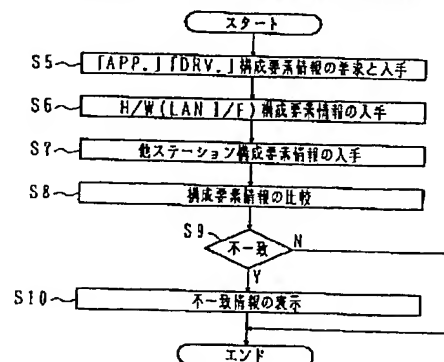 スタート
S5 「APP.」「DRV.」構成要素情報の要求と入手
S6 H/W(LAN I/F)構成要素情報の入手
S7 他ステーション構成要素情報の入手
S8 構成要素情報の比較
S9 不一致 N
Y
S10 不一致情報の表示
エンド